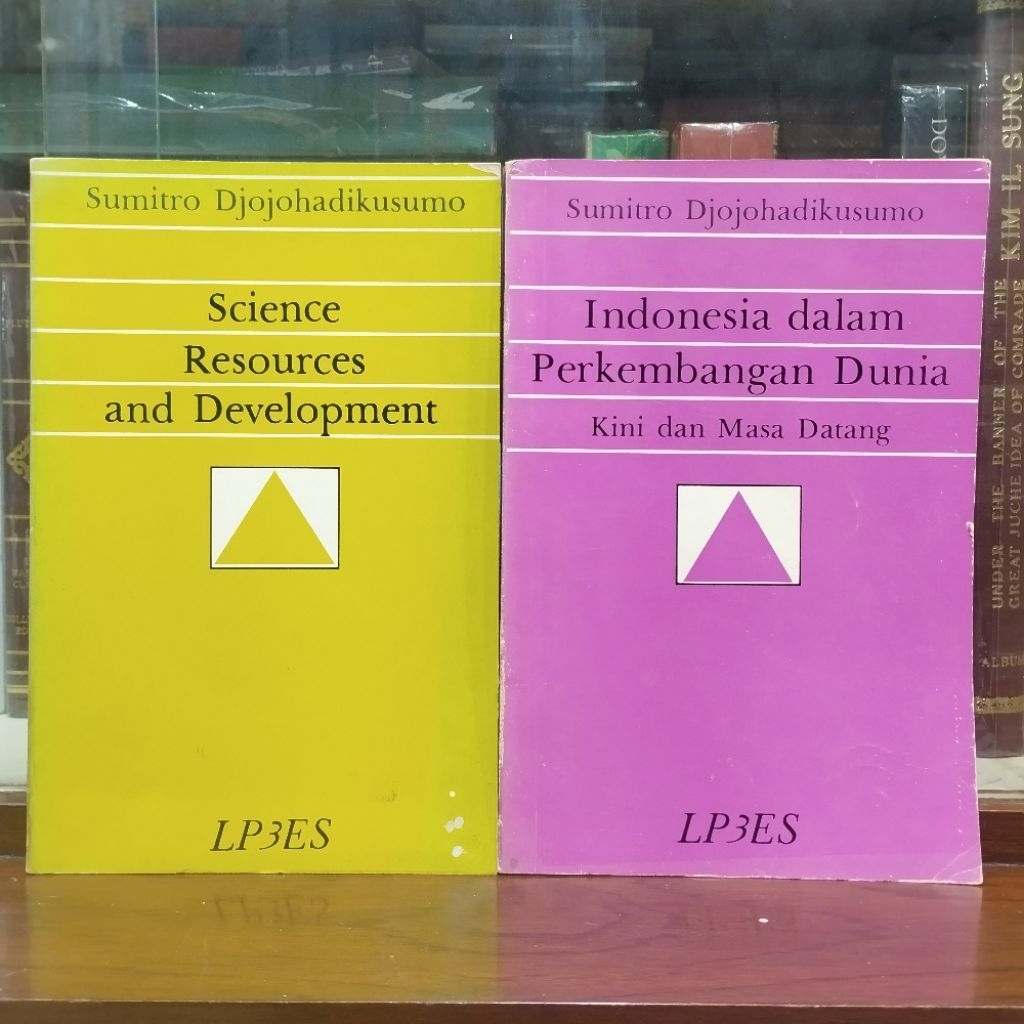 Sumitro Djojohadikusumo
Science
Resources
and Development
LP3ES
Sumitro Djojohadikusumo
Indonesia dalam
Perkembangan Dunia
Kini dan Masa Datang
LP3ES
UNDER THE BANNER OF THE
GREAT JUCHE IDEA OF COMRADE KIM IL SUNG
ALBUM